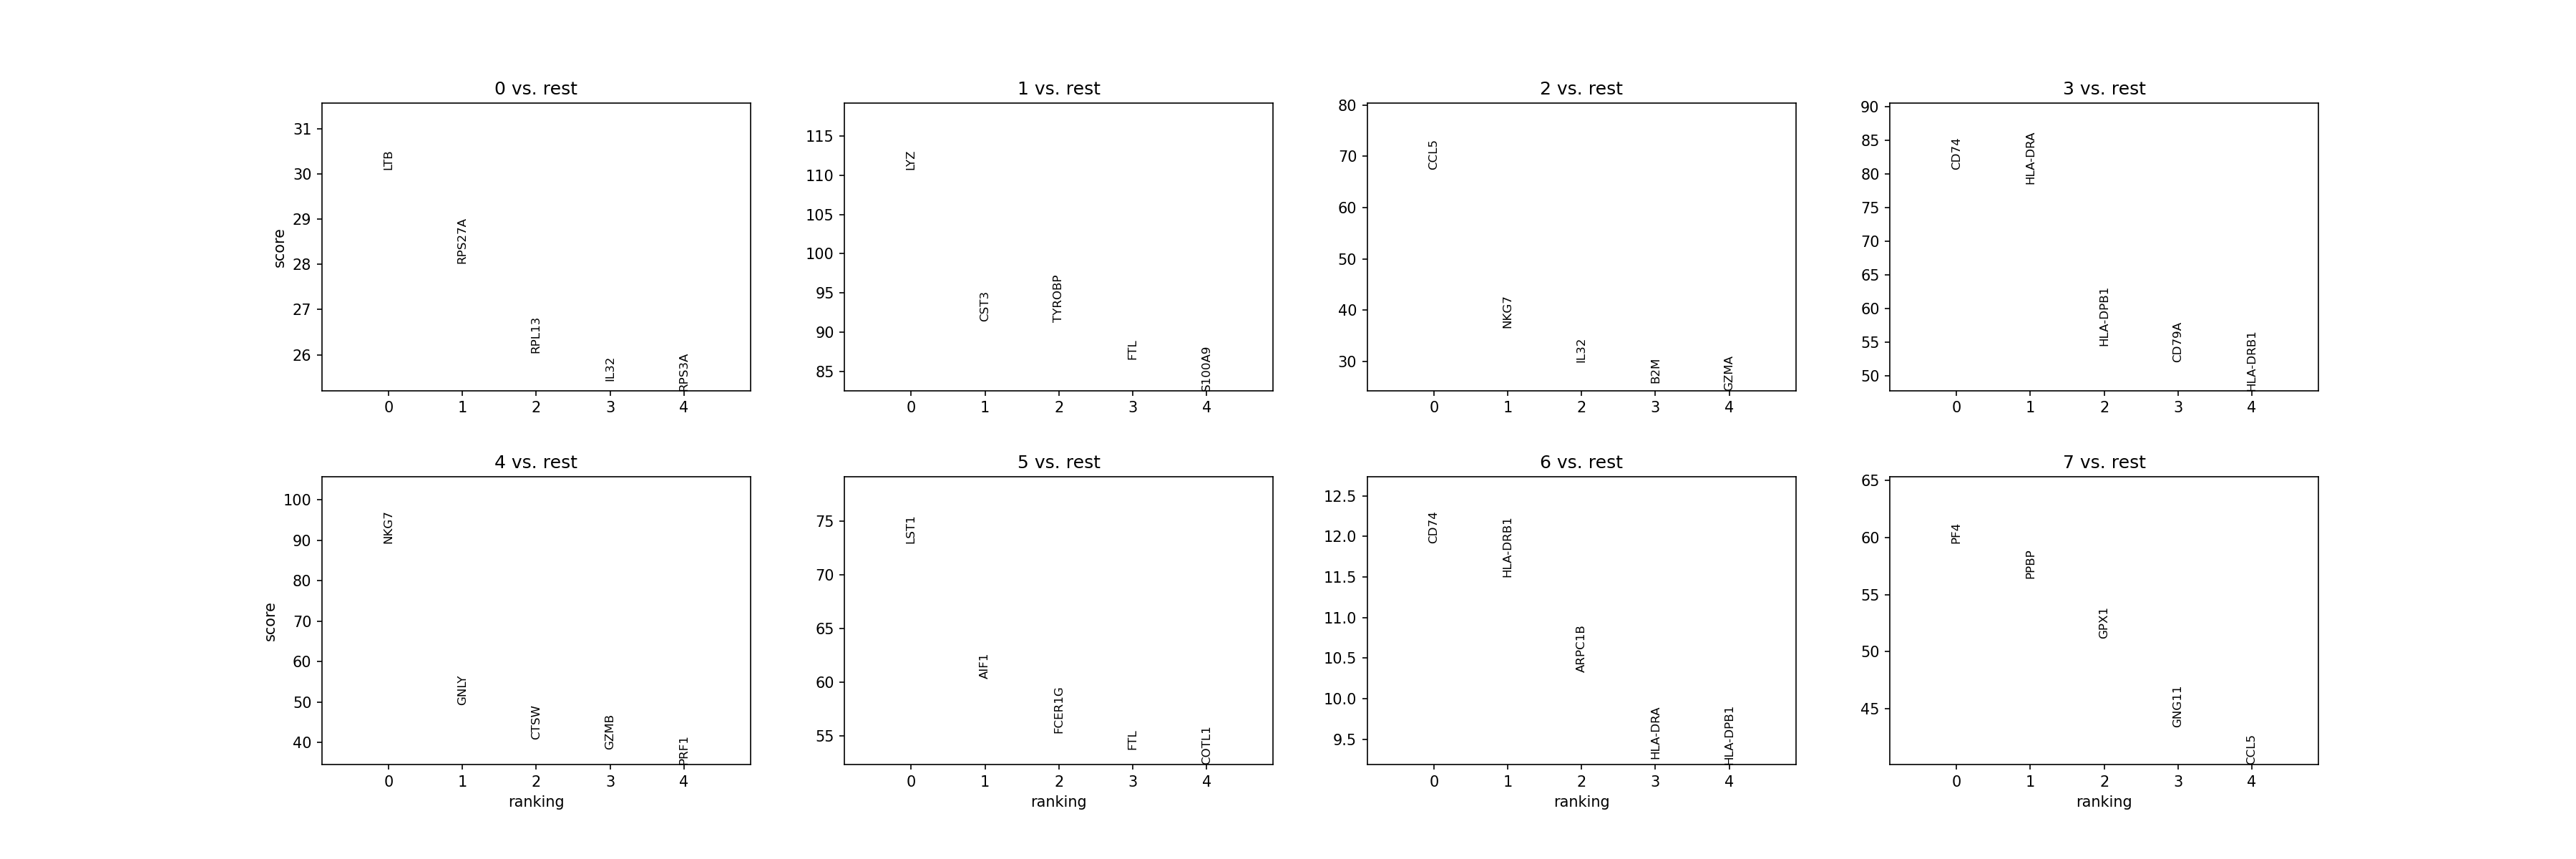 0 vs. rest
31
30
29
28
27
26
score
LTB
RPS27A
RPL13
IL32
RPS3A
0 1 2 3 4
1 vs. rest
115
110
105
100
95
90
85
LYZ
CST3
TYROBP
FTL
S100A9
0 1 2 3 4
2 vs. rest
80
70
60
50
40
30
CCL5
NKG7
IL32
B2M
GZMA
0 1 2 3 4
3 vs. rest
90
85
80
75
70
65
60
55
50
CD74
HLA-DRA
HLA-DPB1
CD79A
HLA-DRB1
0 1 2 3 4
4 vs. rest
100
90
80
70
60
50
40
score
NKG7
GNLY
CTSW
GZMB
PRF1
0 1 2 3 4
ranking
5 vs. rest
75
70
65
60
55
LST1
AIF1
FCER1G
FTL
COTL1
0 1 2 3 4
ranking
6 vs. rest
12.5
12.0
11.5
11.0
10.5
10.0
9.5
CD74
HLA-DRB1
ARPC1B
HLA-DRA
HLA-DPB1
0 1 2 3 4
ranking
7 vs. rest
65
60
55
50
45
PF4
PPBP
GPX1
GNG11
CCL5
0 1 2 3 4
ranking